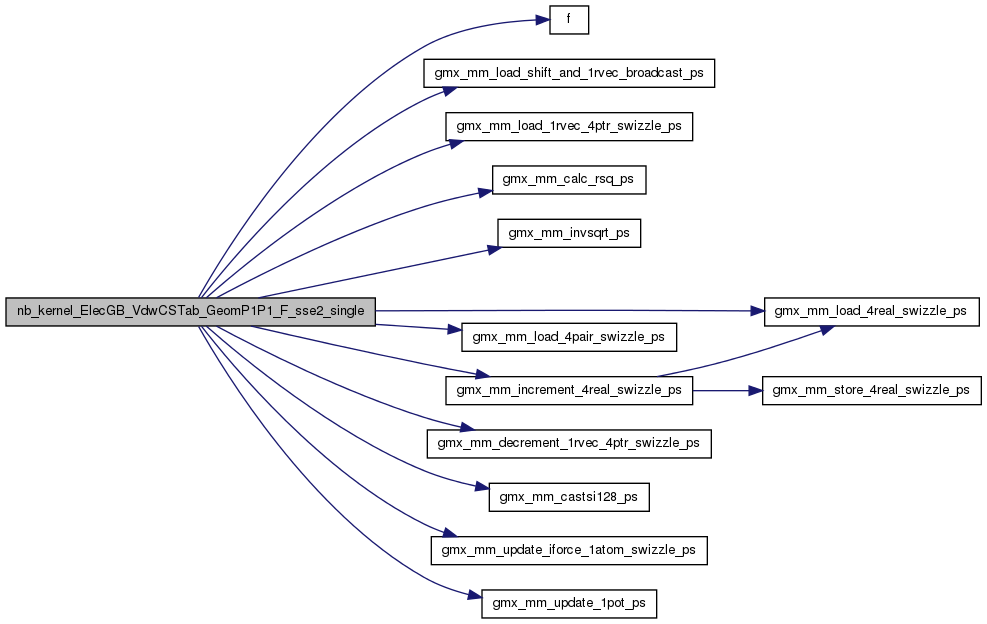 f
gmx_mm_load_shift_and_1rvec_broadcast_ps
gmx_mm_load_1rvec_4ptr_swizzle_ps
gmx_mm_calc_rsq_ps
gmx_mm_invsqrt_ps
nb_kernel_ElecGB_VdwCSTab_GeomP1P1_F_sse2_single
gmx_mm_load_4real_swizzle_ps
gmx_mm_load_4pair_swizzle_ps
gmx_mm_increment_4real_swizzle_ps
gmx_mm_store_4real_swizzle_ps
gmx_mm_decrement_1rvec_4ptr_swizzle_ps
gmx_mm_castsi128_ps
gmx_mm_update_iforce_1atom_swizzle_ps
gmx_mm_update_1pot_ps